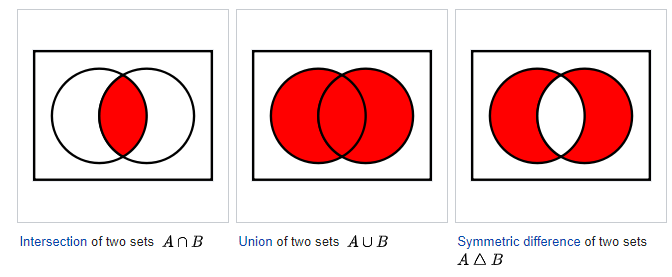 Intersection of two sets A ∩ B
Union of two sets A ∪ B
Symmetric difference of two sets
A △ B